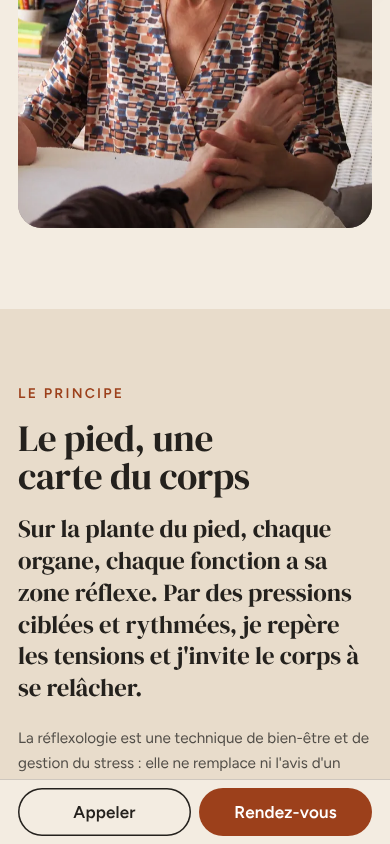 LE PRINCIPE
Le pied, une
carte du corps
Sur la plante du pied, chaque
organe, chaque fonction a sa
zone réflexe. Par des pressions
ciblées et rythmées, je repère
les tensions et j'invite le corps à
se relâcher.
La réflexologie est une technique de bien-être et de
gestion du stress : elle ne remplace ni l'avis d'un
Appeler
Rendez-vous